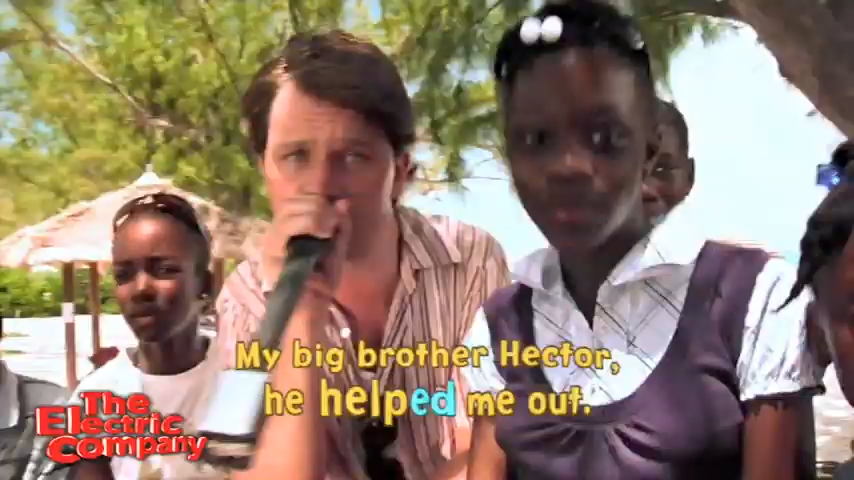 My big brother Hector,
he helped me out.
The
Electric
Company